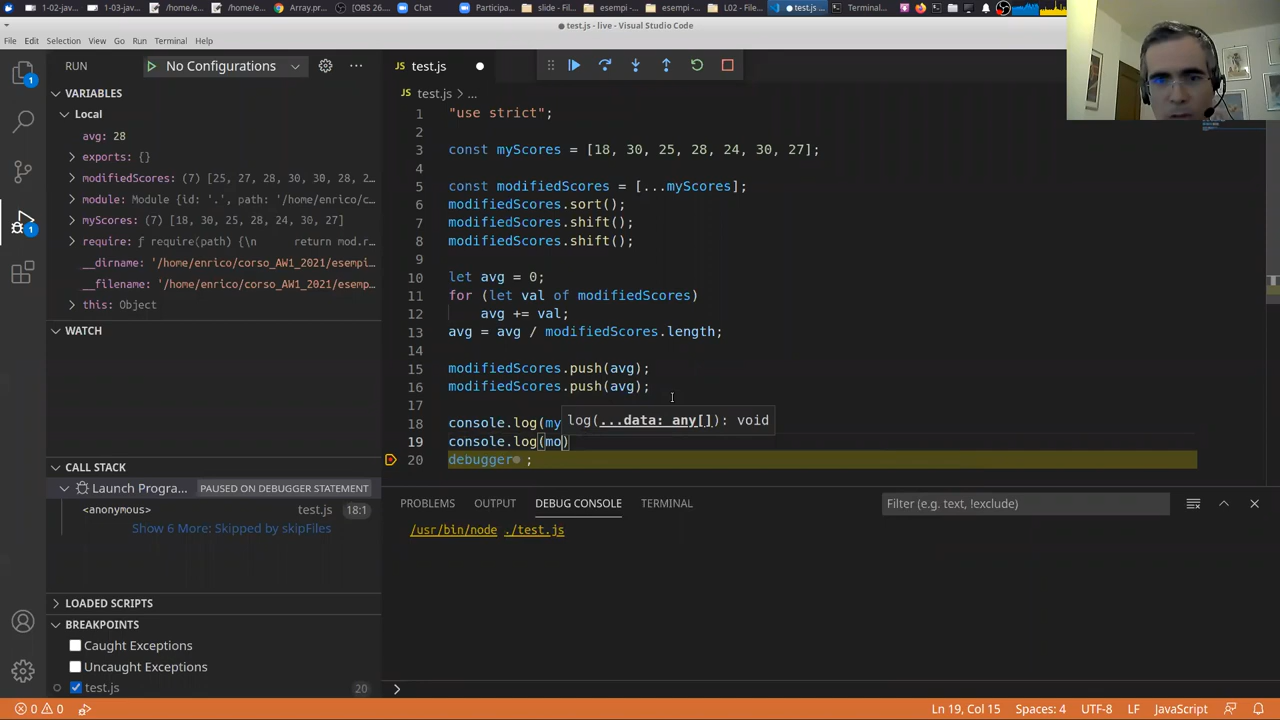 1-02-jav... 1-03-jav... /home/e... /home/e... Array.pr... [OBS 26.... Chat Participa... slide - Fil... esempi -... esempi -... L02 - File... test.js -... Terminal...
test.js - live - Visual Studio Code
File Edit Selection View Go Run Terminal Help
RUN No Configurations
test.js
test.js > ...
VARIABLES
Local
avg: 28
exports: {}
modifiedScores: (7) [25, 27, 28, 30, 30, 28, 2...
module: Module {id: '.', path: '/home/enrico/c...
myScores: (7) [18, 30, 25, 28, 24, 30, 27]
require: ƒ require(path) {\n return mod.r...
__dirname: '/home/enrico/corso_AW1_2021/esempi...
__filename: '/home/enrico/corso_AW1_2021/esemp...
this: Object
WATCH
CALL STACK
Launch Progra... PAUSED ON DEBUGGER STATEMENT
<anonymous> test.js 18:1
Show 6 More: Skipped by skipFiles
LOADED SCRIPTS
BREAKPOINTS
Caught Exceptions
Uncaught Exceptions
test.js 20
1 "use strict";
2
3 const myScores = [18, 30, 25, 28, 24, 30, 27];
4
5 const modifiedScores = [...myScores];
6 modifiedScores.sort();
7 modifiedScores.shift();
8 modifiedScores.shift();
9
10 let avg = 0;
11 for (let val of modifiedScores)
12 avg += val;
13 avg = avg / modifiedScores.length;
14
15 modifiedScores.push(avg);
16 modifiedScores.push(avg);
17
18 console.log(my
log(...data: any[]): void
19 console.log(mo)
20 debugger ;
PROBLEMS OUTPUT DEBUG CONSOLE TERMINAL Filter (e.g. text, !exclude)
/usr/bin/node ./test.js
0 0 Ln 19, Col 15 Spaces: 4 UTF-8 LF JavaScript